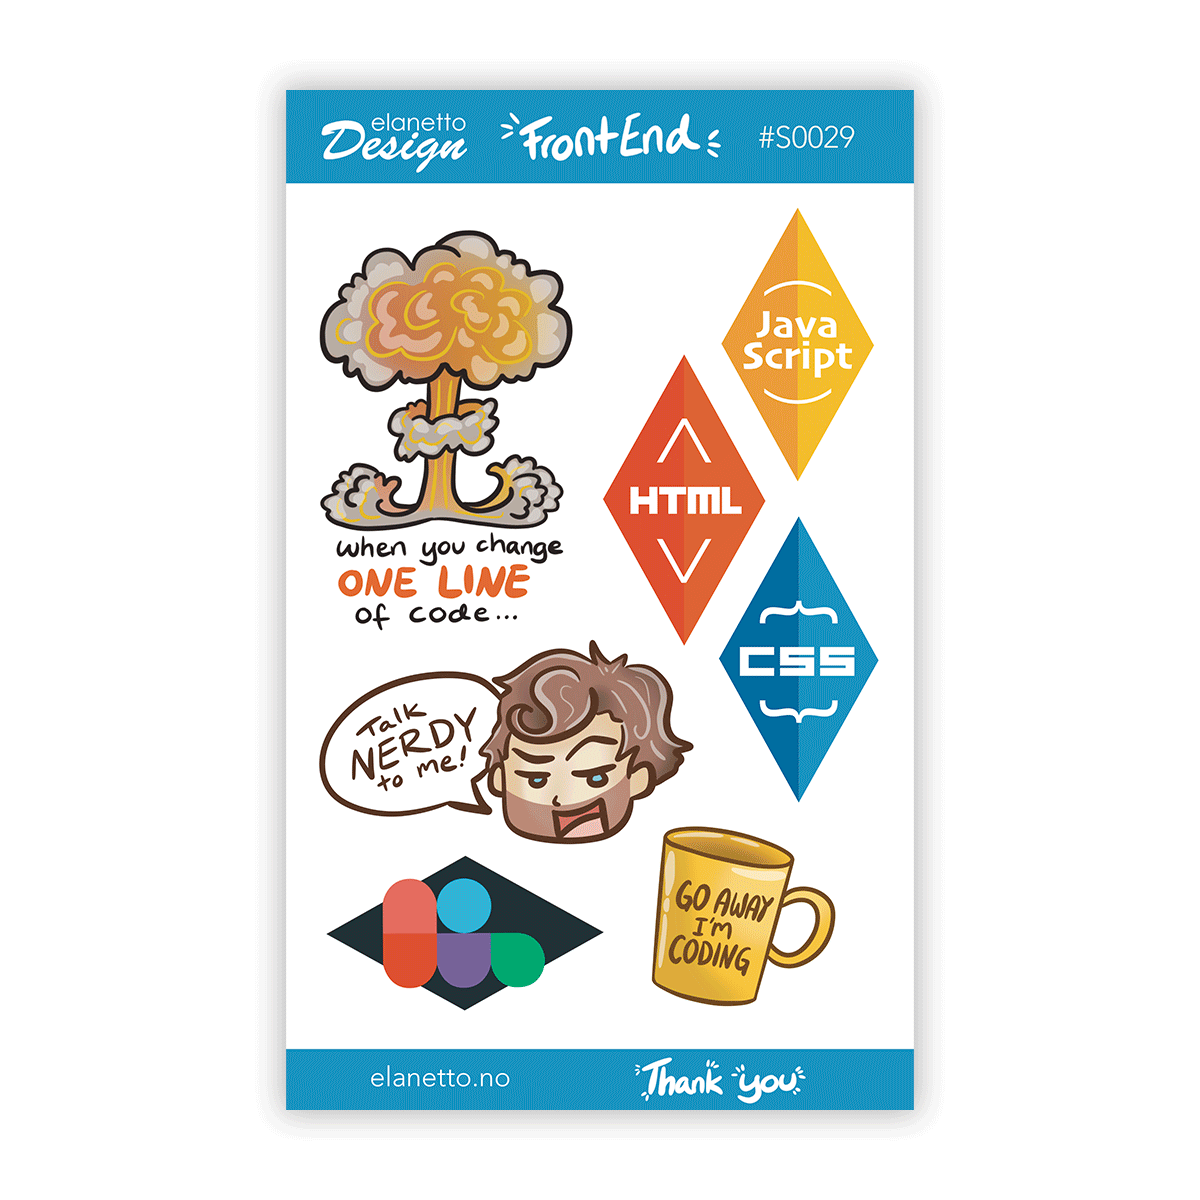 elanetto
Design
FrontEnd
#S0029
Java
Script
HTML
CSS
when you change
ONE LINE
of code...
Talk
NERDY
to me!
GO AWAY
I'm
CODING
elanetto.no
Thank you